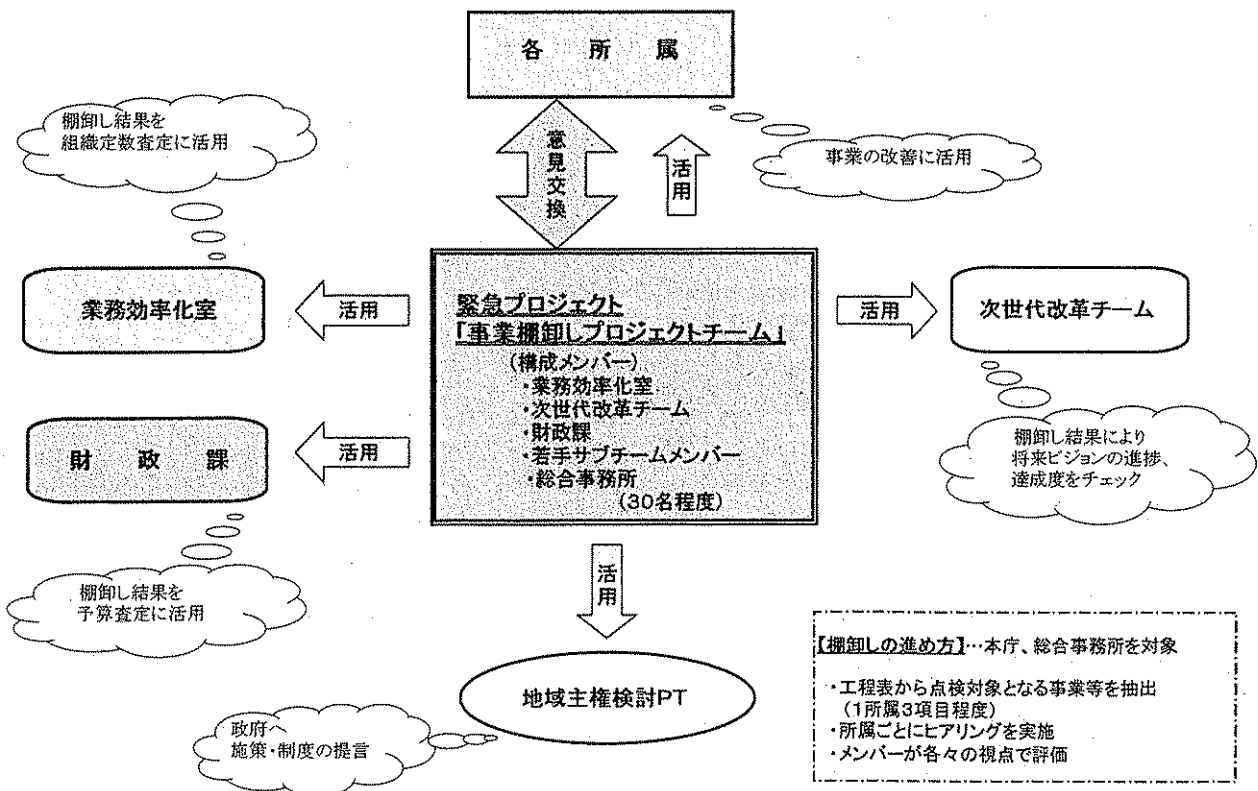 各　所　属
棚卸し結果を
組織定数査定に活用
意見交換
活用
事業の改善に活用
業務効率化室
活用
緊急プロジェクト
「事業棚卸しプロジェクトチーム」
(構成メンバー)
・業務効率化室
・次世代改革チーム
・財政課
・若手サブチームメンバー
・総合事務所
(30名程度)
活用
次世代改革チーム
財　政　課
活用
棚卸し結果により
将来ビジョンの進捗、
達成度をチェック
棚卸し結果を
予算査定に活用
活用
地域主権検討PT
政府へ
施策・制度の提言
【棚卸しの進め方】…本庁、総合事務所を対象
・工程表から点検対象となる事業等を抽出
(1所属3項目程度)
・所属ごとにヒアリングを実施
・メンバーが各々の視点で評価